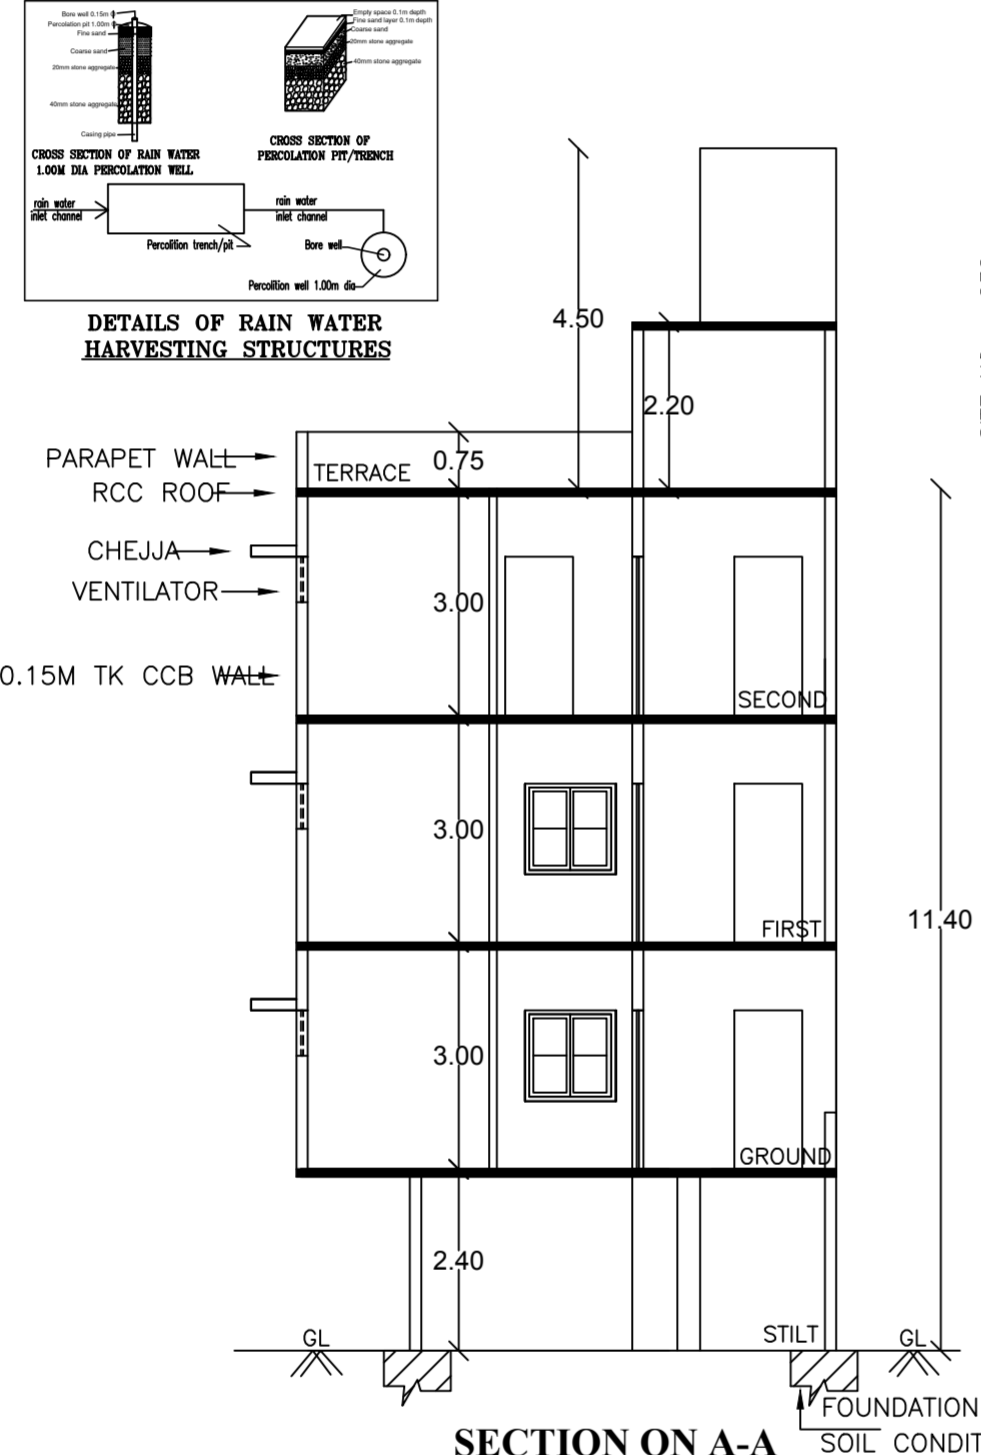 Bore well 0.15m
Percolation pit 1.00m
Fine sand
Coarse sand
20mm stone aggregate
40mm stone aggregate
Casing pipe
CROSS SECTION OF RAIN WATER
1.00M DIA PERCOLATION WELL
Empty space 0.1m depth
Fine sand layer 0.1m depth
Coarse sand
20mm stone aggregate
40mm stone aggregate
CROSS SECTION OF
PERCOLATION PIT/TRENCH
rain water
inlet channel
Percolition trench/pit
rain water
inlet channel
Bore well
Percolition well 1.00m dia
DETAILS OF RAIN WATER
HARVESTING STRUCTURES
4.50
2.20
PARAPET WALL
0.75
TERRACE
RCC ROOF
CHEJJA
VENTILATOR
3.00
0.15M TK CCB WALL
SECOND
3.00
FIRST
11.40
3.00
GROUND
2.40
STILT
GL
GL
FOUNDATION
SOIL CONDIT
SECTION ON A-A